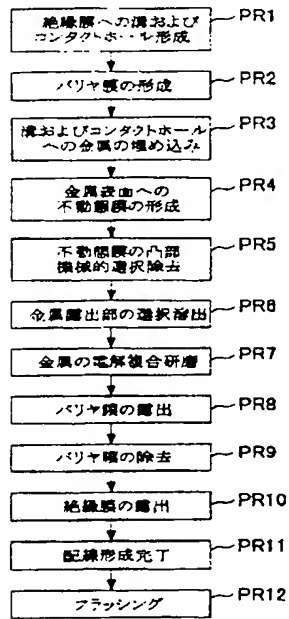 絶縁膜への溝および
コンタクトホール形成
PR1
バリヤ膜の形成
PR2
溝およびコンタクトホール
への金属の埋め込み
PR3
金属表面への
不動態膜の形成
PR4
不動態膜の凸部
機械的選択除去
PR5
金属露出部の選択溶出
PR6
金属の電解複合研磨
PR7
バリヤ膜の露出
PR8
バリヤ膜の除去
PR9
絶縁膜の露出
PR10
配線形成完了
PR11
フラッシング
PR12